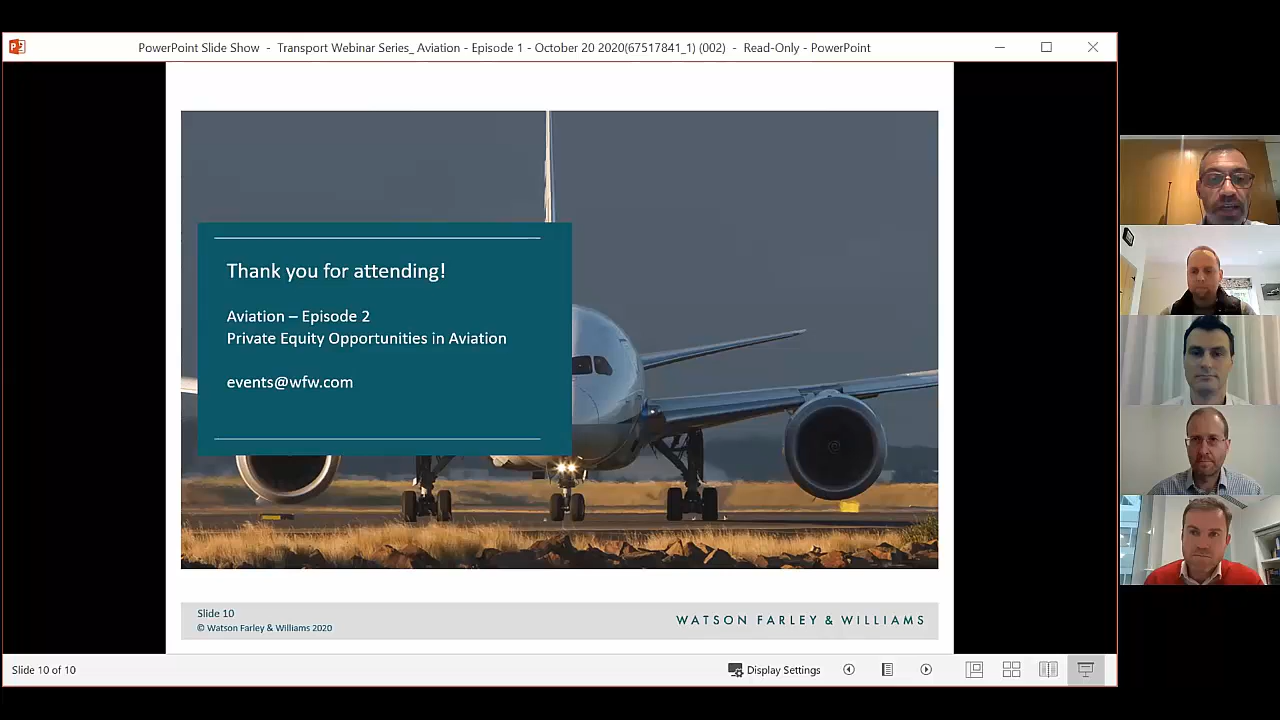 PowerPoint Slide Show - Transport Webinar Series_ Aviation - Episode 1 - October 20 2020(67517841_1) (002) - Read-Only - PowerPoint
Thank you for attending!
Aviation – Episode 2
Private Equity Opportunities in Aviation
events@wfw.com
Slide 10
© Watson Farley & Williams 2020
WATSON FARLEY & WILLIAMS
Slide 10 of 10
Display Settings